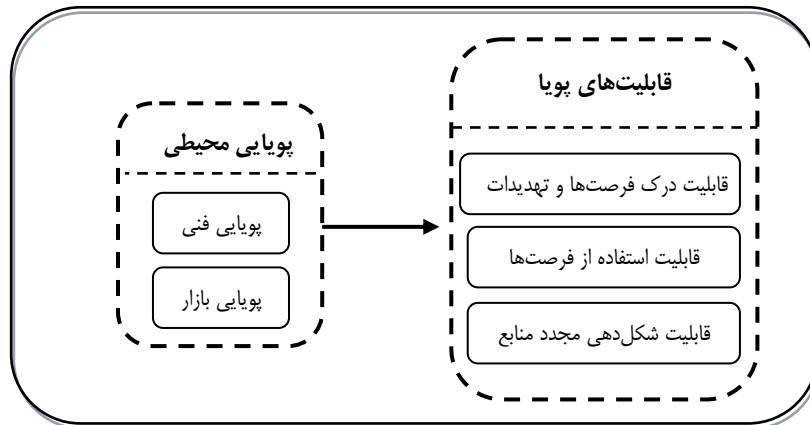 قابلیت‌های پویا
قابلیت درک فرصت‌ها و تهدیدات
قابلیت استفاده از فرصت‌ها
قابلیت شکل‌دهی مجدد منابع
پویایی محیطی
پویایی فنی
پویایی بازار